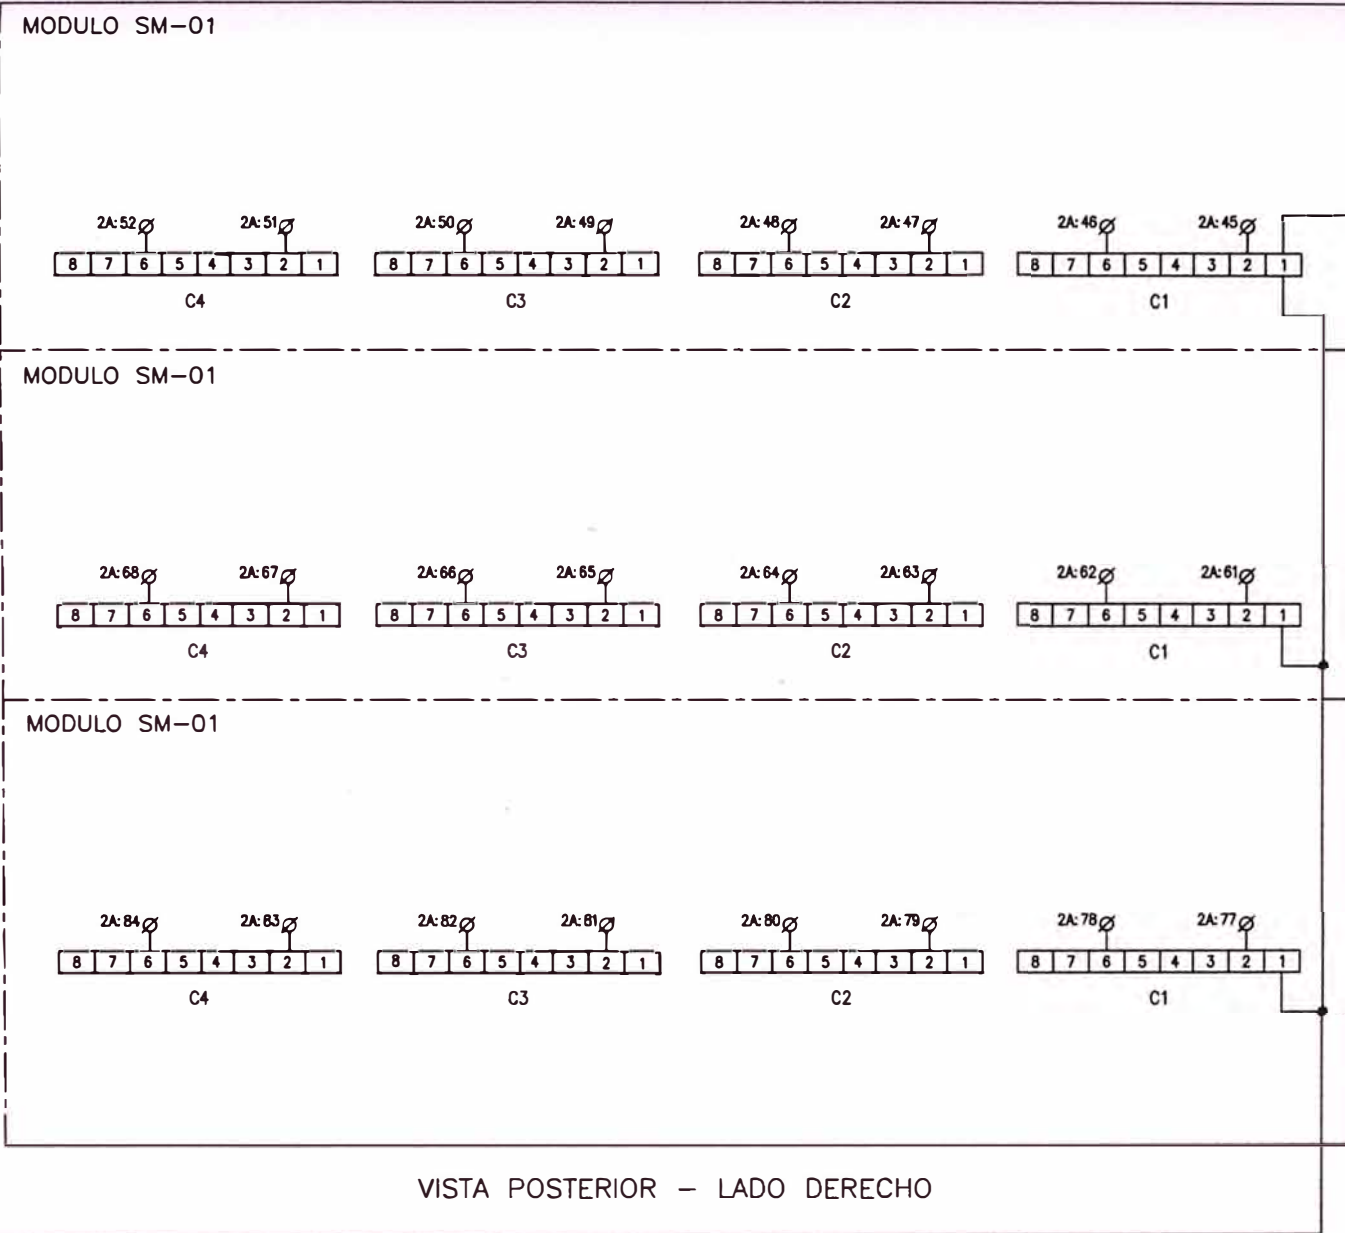 MODULO SM-01
2A:52 2A:51 2A:50 2A:49 2A:48 2A:47 2A:46 2A:45
8 7 6 5 4 3 2 1 8 7 6 5 4 3 2 1 8 7 6 5 4 3 2 1 8 7 6 5 4 3 2 1
C4 C3 C2 C1
MODULO SM-01
2A:68 2A:67 2A:66 2A:65 2A:64 2A:63 2A:62 2A:61
8 7 6 5 4 3 2 1 8 7 6 5 4 3 2 1 8 7 6 5 4 3 2 1 8 7 6 5 4 3 2 1
C4 C3 C2 C1
MODULO SM-01
2A:84 2A:83 2A:82 2A:81 2A:80 2A:79 2A:78 2A:77
8 7 6 5 4 3 2 1 8 7 6 5 4 3 2 1 8 7 6 5 4 3 2 1 8 7 6 5 4 3 2 1
C4 C3 C2 C1
VISTA POSTERIOR - LADO DERECHO